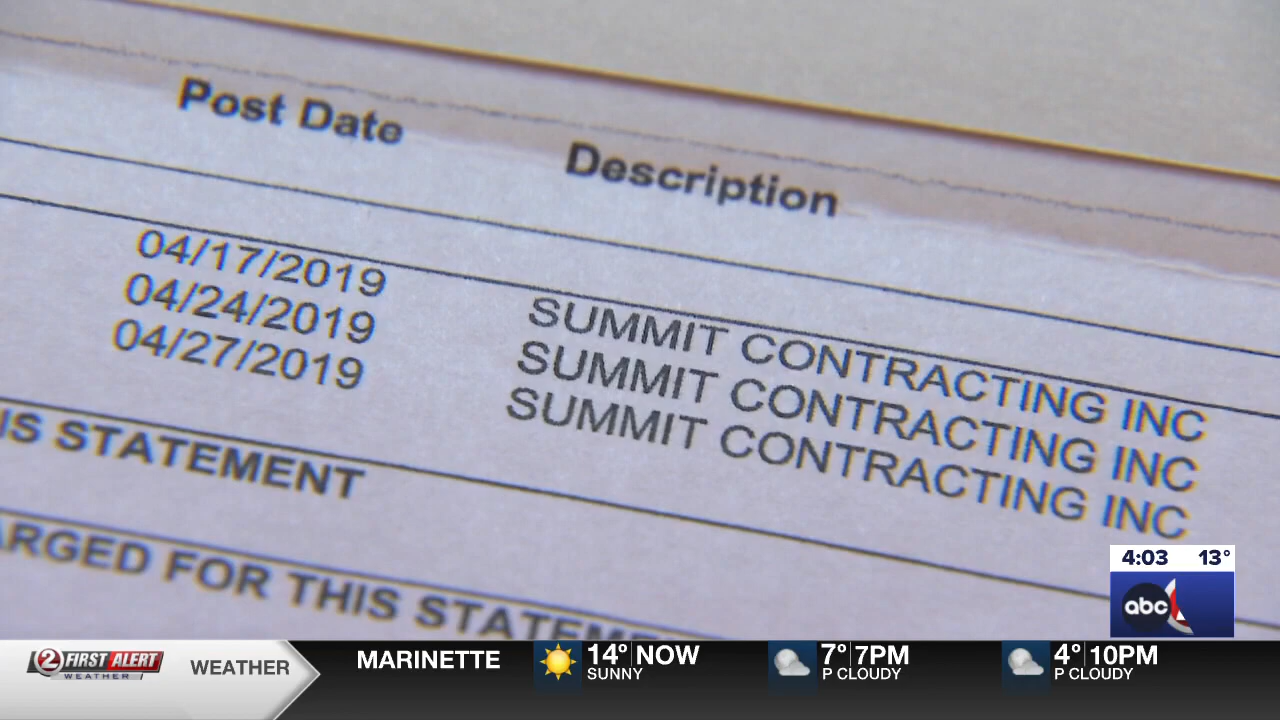 Post Date Description
04/17/2019 SUMMIT CONTRACTING INC
04/24/2019 SUMMIT CONTRACTING INC
04/27/2019 SUMMIT CONTRACTING INC
IS STATEMENT
ARGED FOR THIS STATEME
4:03 13°
abc
2 FIRST ALERT
WEATHER
WEATHER
MARINETTE
14° NOW
SUNNY
7° 7PM
P CLOUDY
4° 10PM
P CLOUDY